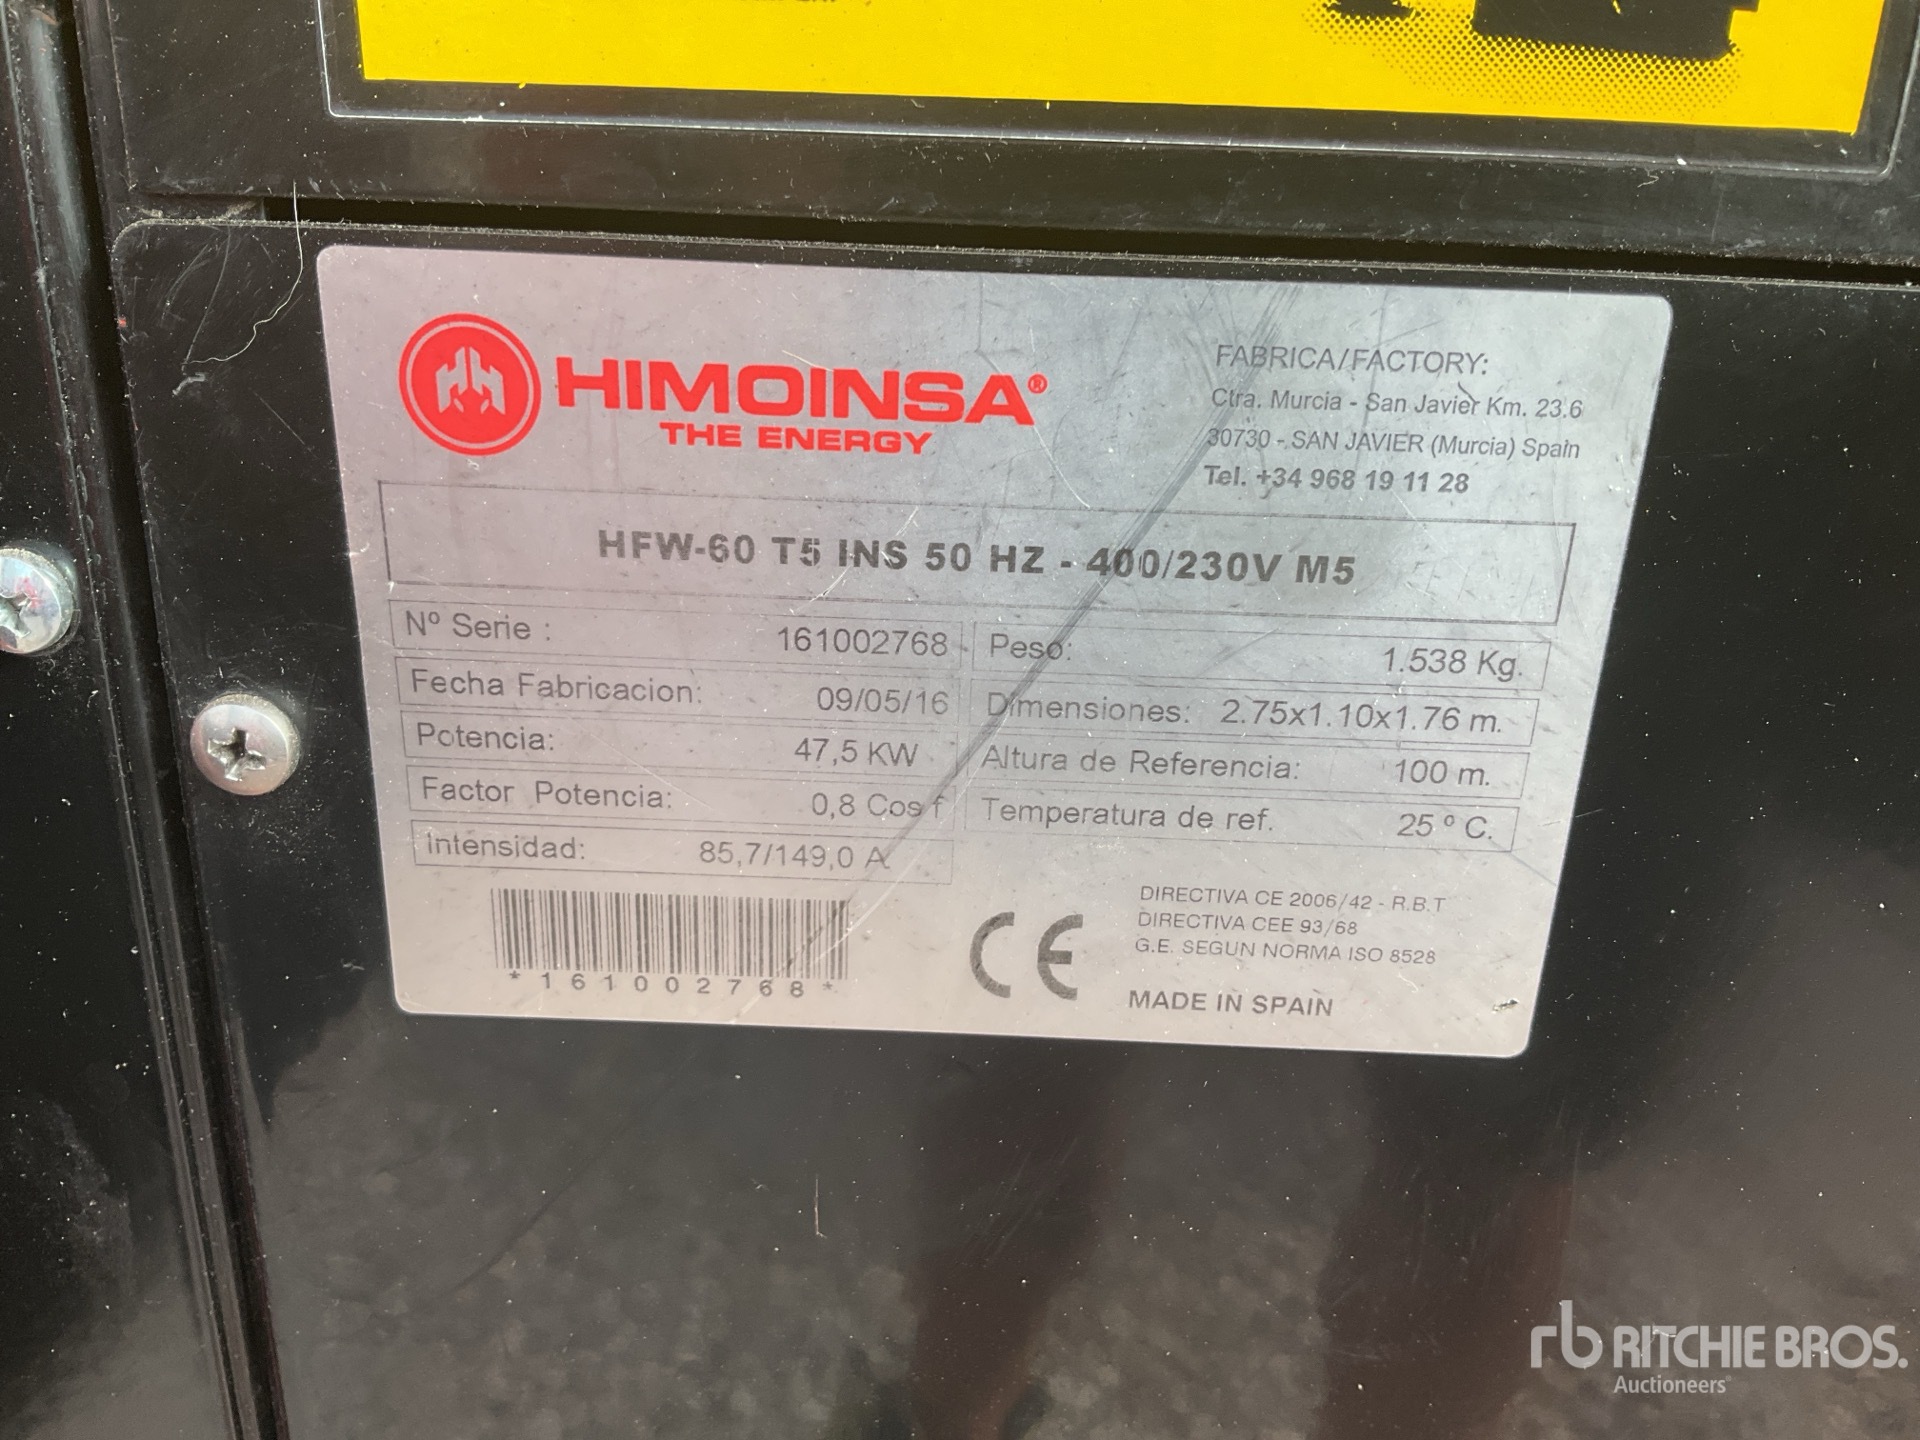 HIMOINSA®
THE ENERGY
FABRICA/FACTORY:
Ctra. Murcia - San Javier Km. 23.6
30730 - SAN JAVIER (Murcia) Spain
Tel. +34 968 19 11 28
HFW-60 T5 INS 50 HZ - 400/230V M5
Nº Serie : 161002768
Fecha Fabricacion: 09/05/16
Potencia: 47,5 KW
Factor Potencia: 0,8 Cos f
Intensidad: 85,7/149,0 A
Peso: 1.538 Kg.
Dimensiones: 2.75x1.10x1.76 m.
Altura de Referencia: 100 m.
Temperatura de ref. 25 º C.
*161002768*
CE
DIRECTIVA CE 2006/42 - R.B.T
DIRECTIVA CEE 93/68
G.E. SEGUN NORMA ISO 8528
MADE IN SPAIN
rb RITCHIE BROS.
Auctioneers